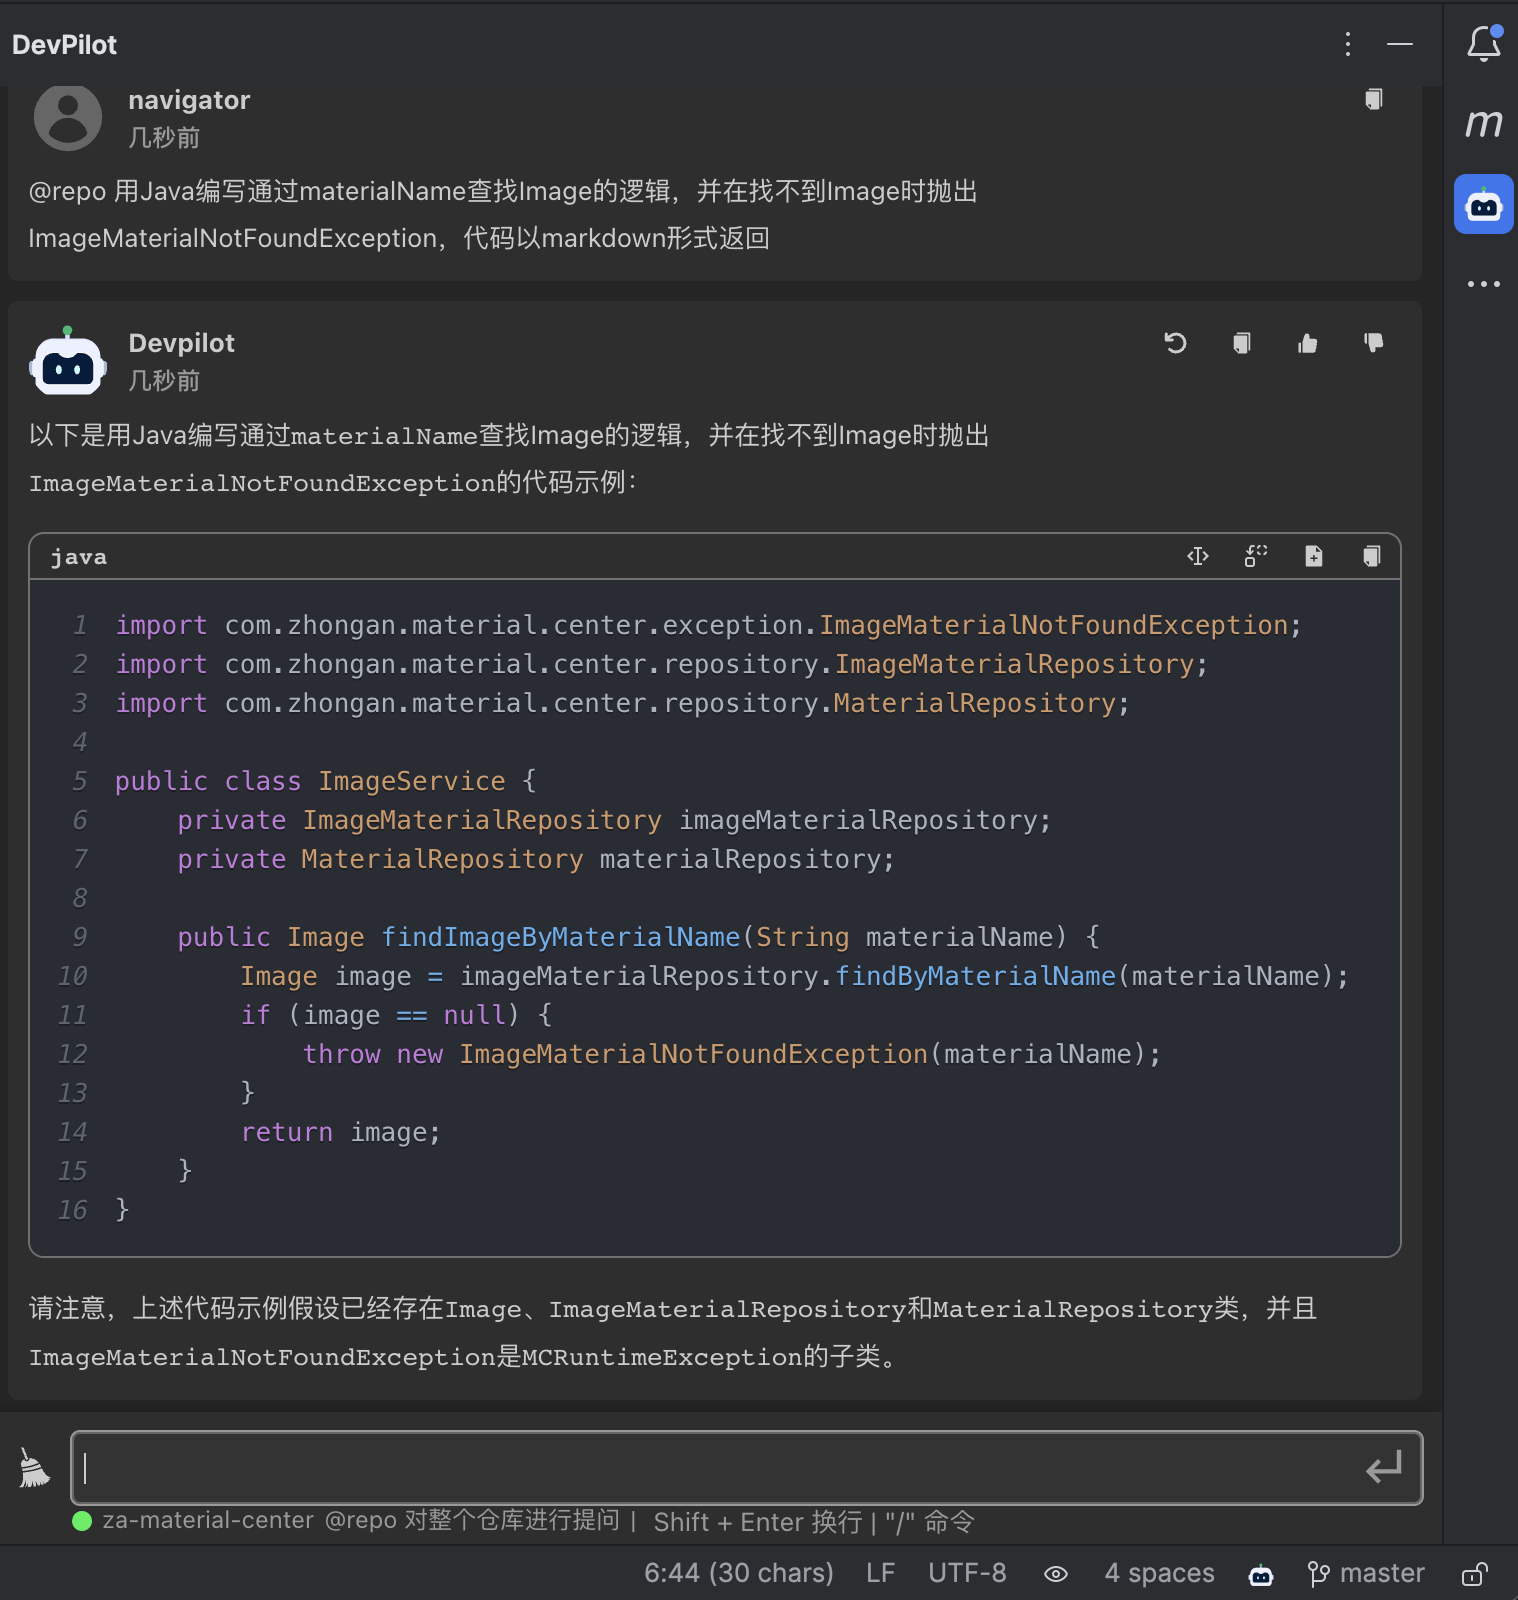 DevPilot
navigator
几秒前
@repo 用Java编写通过materialName查找Image的逻辑，并在找不到Image时抛出
ImageMaterialNotFoundException，代码以markdown形式返回
Devpilot
几秒前
以下是用Java编写通过materialName查找Image的逻辑，并在找不到Image时抛出
ImageMaterialNotFoundException的代码示例：
java
1 import com.zhongan.material.center.exception.ImageMaterialNotFoundException;
2 import com.zhongan.material.center.repository.ImageMaterialRepository;
3 import com.zhongan.material.center.repository.MaterialRepository;
4
5 public class ImageService {
6     private ImageMaterialRepository imageMaterialRepository;
7     private MaterialRepository materialRepository;
8
9     public Image findImageByMaterialName(String materialName) {
10         Image image = imageMaterialRepository.findByMaterialName(materialName);
11         if (image == null) {
12             throw new ImageMaterialNotFoundException(materialName);
13         }
14         return image;
15     }
16 }
请注意，上述代码示例假设已经存在Image、ImageMaterialRepository和MaterialRepository类，并且
ImageMaterialNotFoundException是MCRuntimeException的子类。
za-material-center @repo 对整个仓库进行提问 | Shift + Enter 换行 | "/" 命令
6:44 (30 chars) LF UTF-8 4 spaces master
m